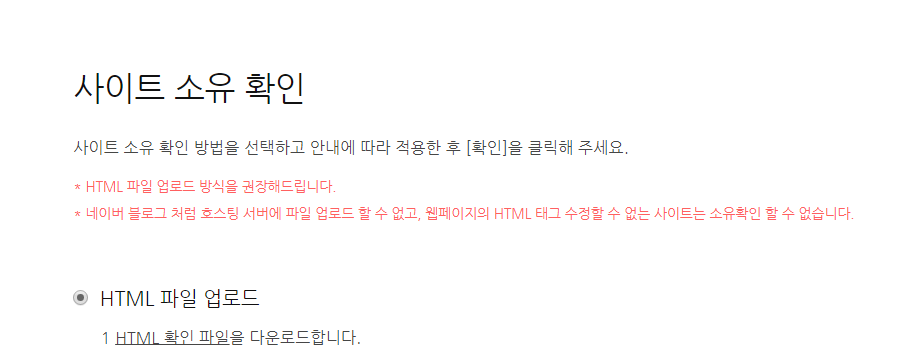 사이트 소유 확인
사이트 소유 확인 방법을 선택하고 안내에 따라 적용한 후 [확인]을 클릭해 주세요.
* HTML 파일 업로드 방식을 권장해드립니다.
* 네이버 블로그 처럼 호스팅 서버에 파일 업로드 할 수 없고, 웹페이지의 HTML 태그 수정할 수 없는 사이트는 소유확인 할 수 없습니다.
HTML 파일 업로드
1 HTML 확인 파일을 다운로드합니다.